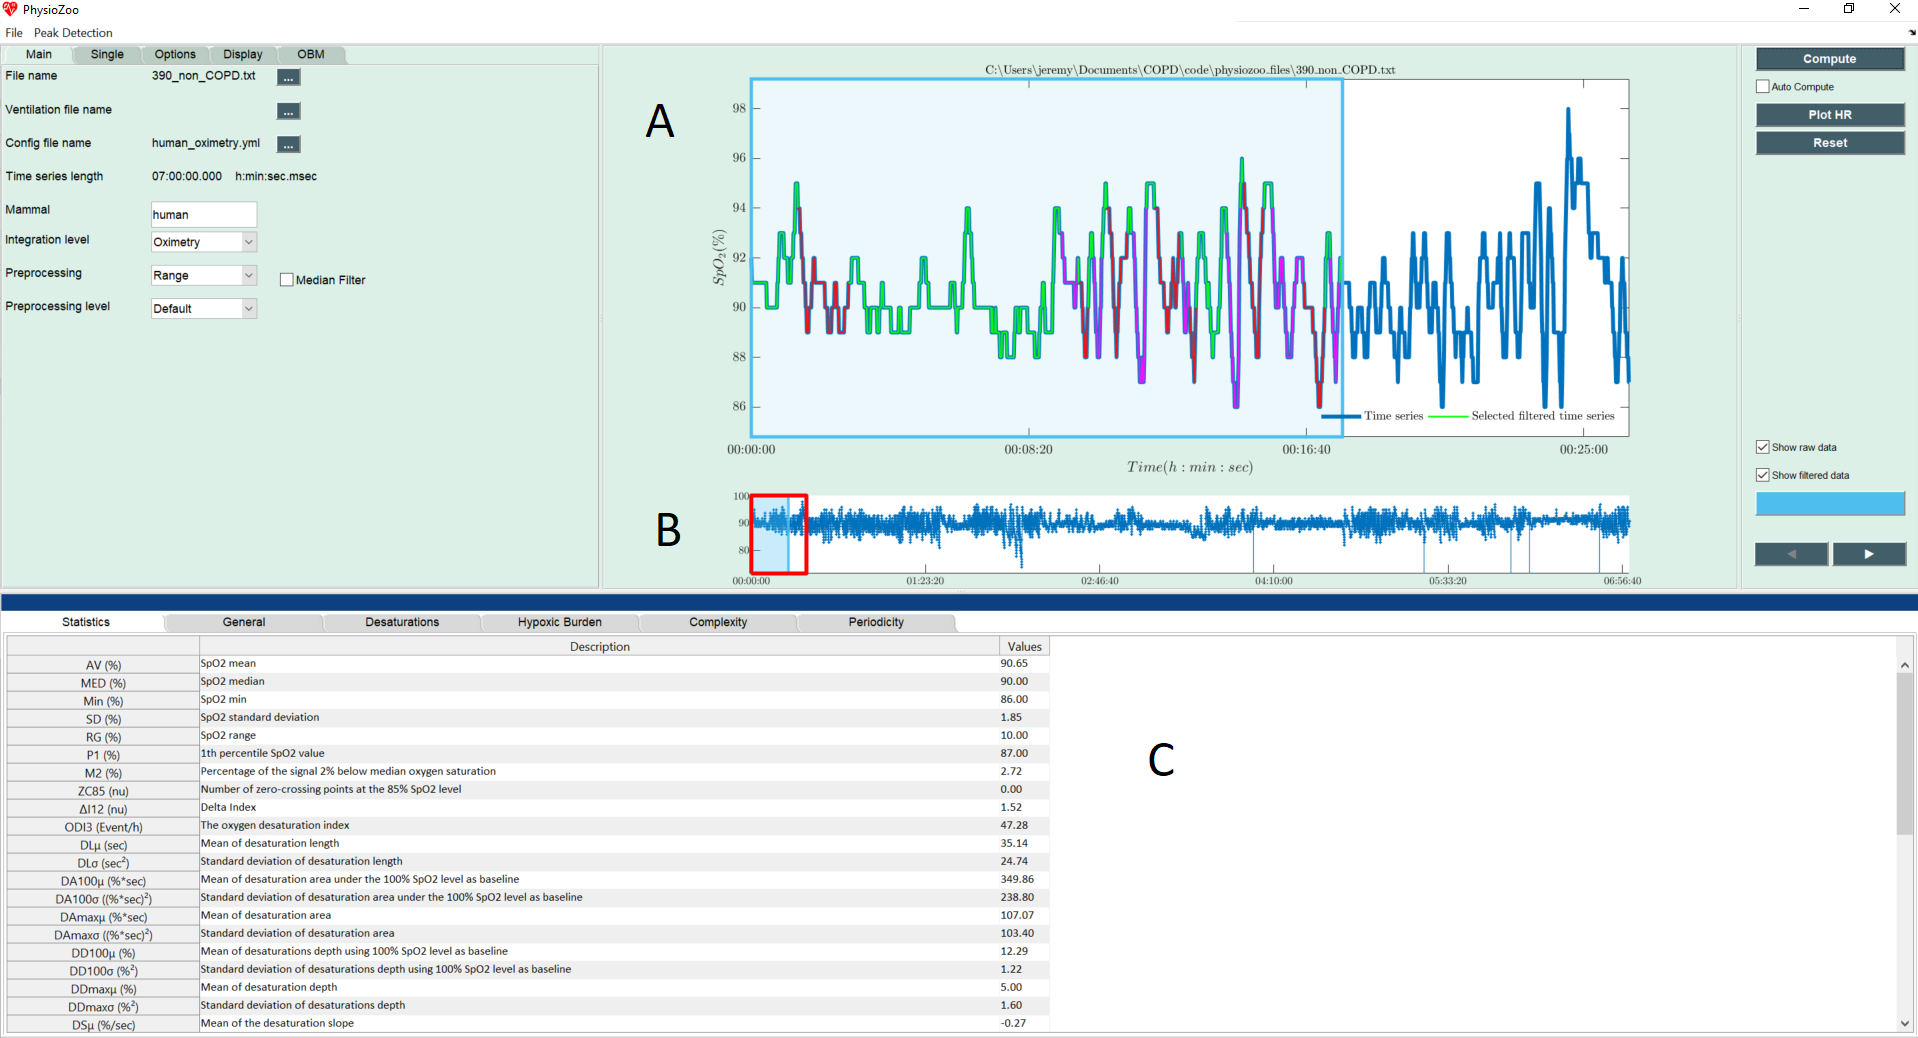 PhysioZoo
File Peak Detection
Main Single Options Display OBM
File name 390_non_COPD.txt ...
Ventilation file name ...
Config file name human_oximetry.yml ...
Time series length 07:00:00.000 h:min:sec.msec
Mammal human
Integration level Oximetry
Preprocessing Range Median Filter
Preprocessing level Default
C:\Users\jeremy\Documents\COPD\code\physiozoo_files\390_non_COPD.txt
A
98
96
94
92
90
88
86
SpO2(%)
Time series Selected filtered time series
00:00:00 00:08:20 00:16:40 00:25:00
Time(h : min : sec)
B
100
90
80
00:00:00 01:23:20 02:46:40 04:10:00 05:33:20 06:56:40
Compute
Auto Compute
Plot HR
Reset
Show raw data
Show filtered data
Statistics General Desaturations Hypoxic Burden Complexity Periodicity
Description Values
AV (%) SpO2 mean 90.65
MED (%) SpO2 median 90.00
Min (%) SpO2 min 86.00
SD (%) SpO2 standard deviation 1.85
RG (%) SpO2 range 10.00
P1 (%) 1th percentile SpO2 value 87.00
M2 (%) Percentage of the signal 2% below median oxygen saturation 2.72
ZC85 (nu) Number of zero-crossing points at the 85% SpO2 level 0.00
ΔI12 (nu) Delta Index 1.52
ODI3 (Event/h) The oxygen desaturation index 47.28
DLμ (sec) Mean of desaturation length 35.14
DLσ (sec²) Standard deviation of desaturation length 24.74
DA100μ (%*sec) Mean of desaturation area under the 100% SpO2 level as baseline 349.86
DA100σ ((%*sec)²) Standard deviation of desaturation area under the 100% SpO2 level as baseline 238.80
DAmaxμ (%*sec) Mean of desaturation area 107.07
DAmaxσ ((%*sec)²) Standard deviation of desaturation area 103.40
DD100μ (%) Mean of desaturations depth using 100% SpO2 level as baseline 12.29
DD100σ (%²) Standard deviation of desaturations depth using 100% SpO2 level as baseline 1.22
DDmaxμ (%) Mean of desaturation depth 5.00
DDmaxσ (%²) Standard deviation of desaturations depth 1.60
DSμ (%/sec) Mean of the desaturation slope -0.27
C